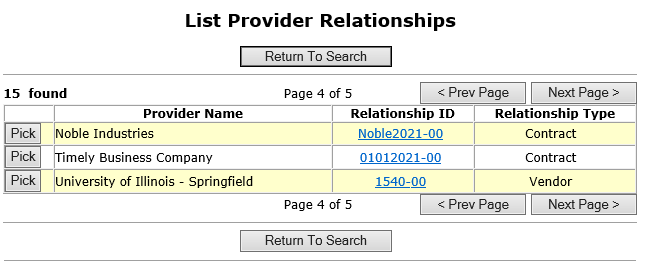 List Provider Relationships
Return To Search
15 found Page 4 of 5 < Prev Page Next Page >
Provider Name Relationship ID Relationship Type
Pick Noble Industries Noble2021-00 Contract
Pick Timely Business Company 01012021-00 Contract
Pick University of Illinois - Springfield 1540-00 Vendor
Page 4 of 5 < Prev Page Next Page >
Return To Search